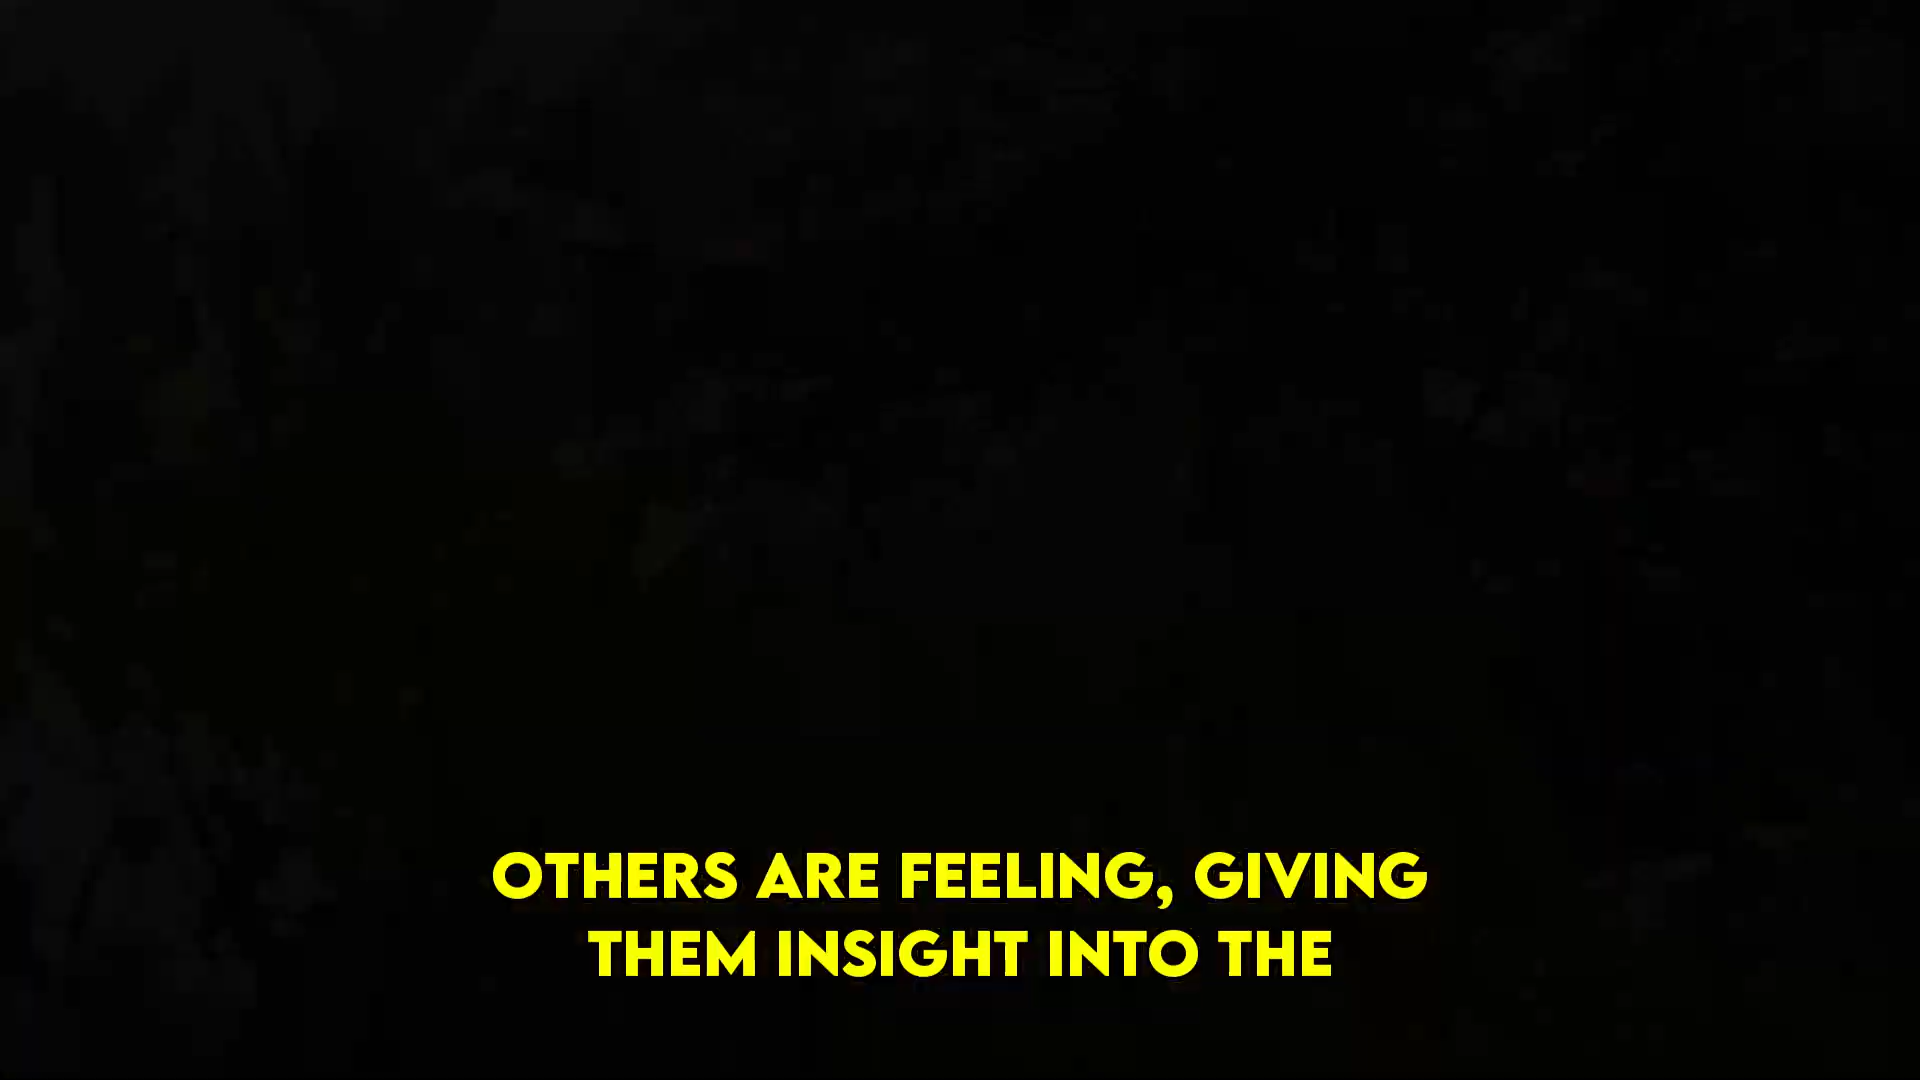 OTHERS ARE FEELING, GIVING
THEM INSIGHT INTO THE